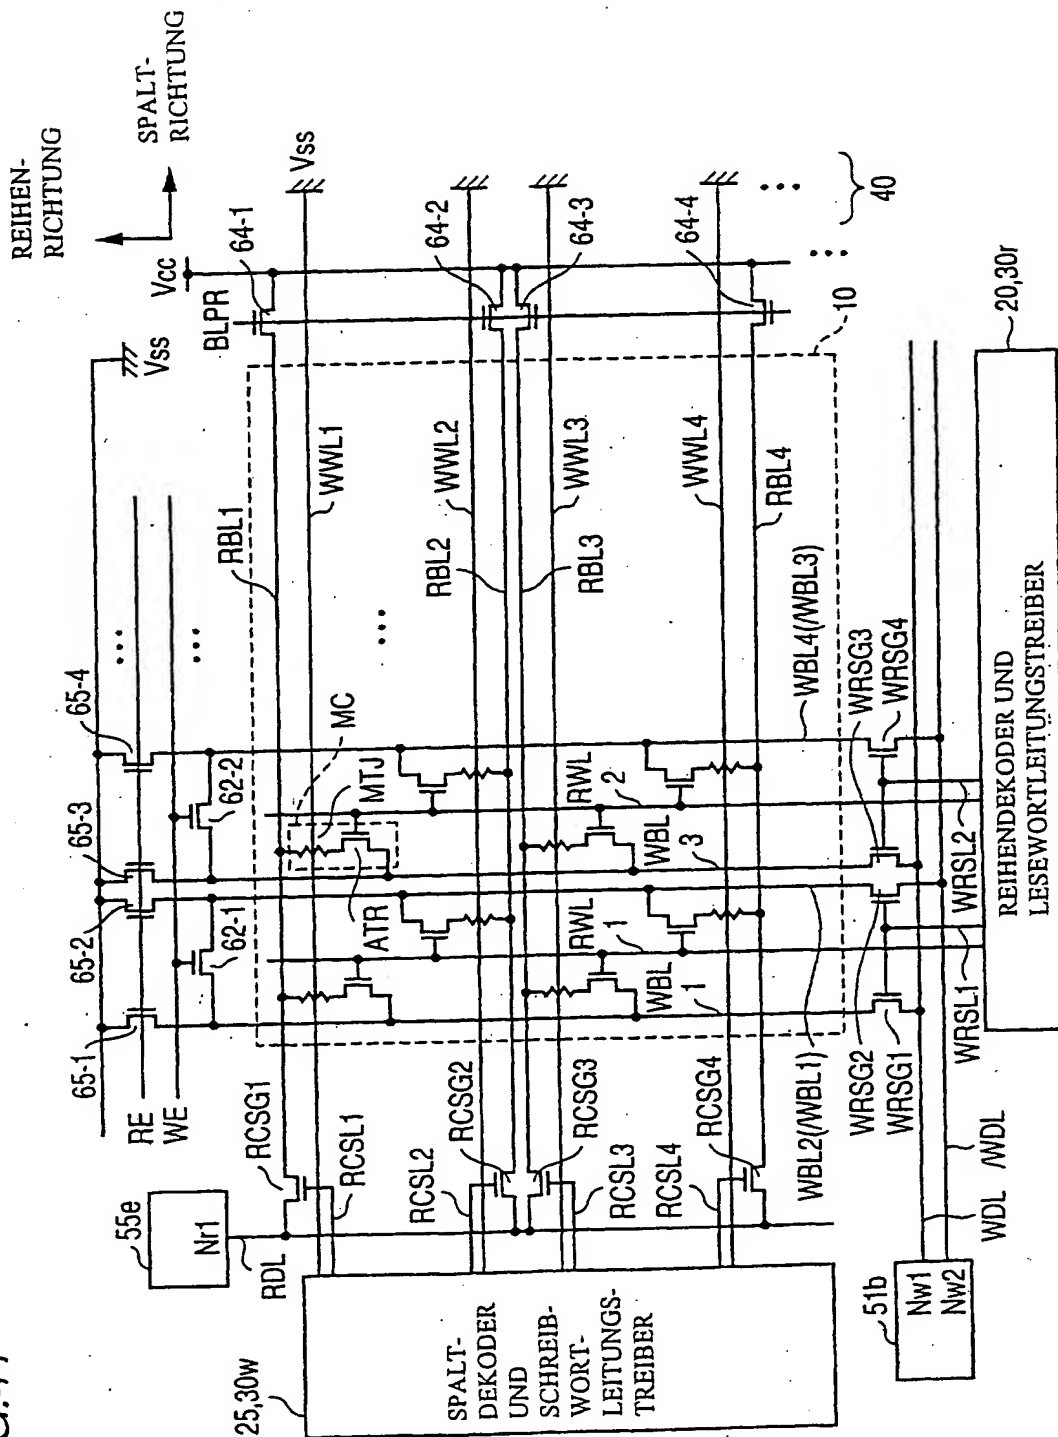 REIHEN-
RICHTUNG
SPALT-
RICHTUNG
Vcc
BLPR
64-1
Vss
64-2
64-3
64-4
40
10
Vss
RBL1
WWL1
WWL2
RBL2
RBL3
WWL3
WWL4
RBL4
65-1
65-2
65-3
65-4
RE
WE
62-1
62-2
MC
MTJ
ATR
RWL
1
RWL
2
WBL
1
WBL
3
WBL2(/WBL1)
WBL4(/WBL3)
RCSG1
RCSL1
RCSG2
RCSL2
RCSG3
RCSL3
RCSG4
RCSL4
55e
Nr1
RDL
25,30w
SPALT-
DEKODER
UND
SCHREIB-
WORT-
LEITUNGS-
TREIBER
WRSG1
WRSG2
WRSG3
WRSG4
WRSL1
WRSL2
51b
Nw1
Nw2
WDL
/WDL
20,30r
REIHENDEKODER UND
LESEWORTLEITUNGSTREIBER